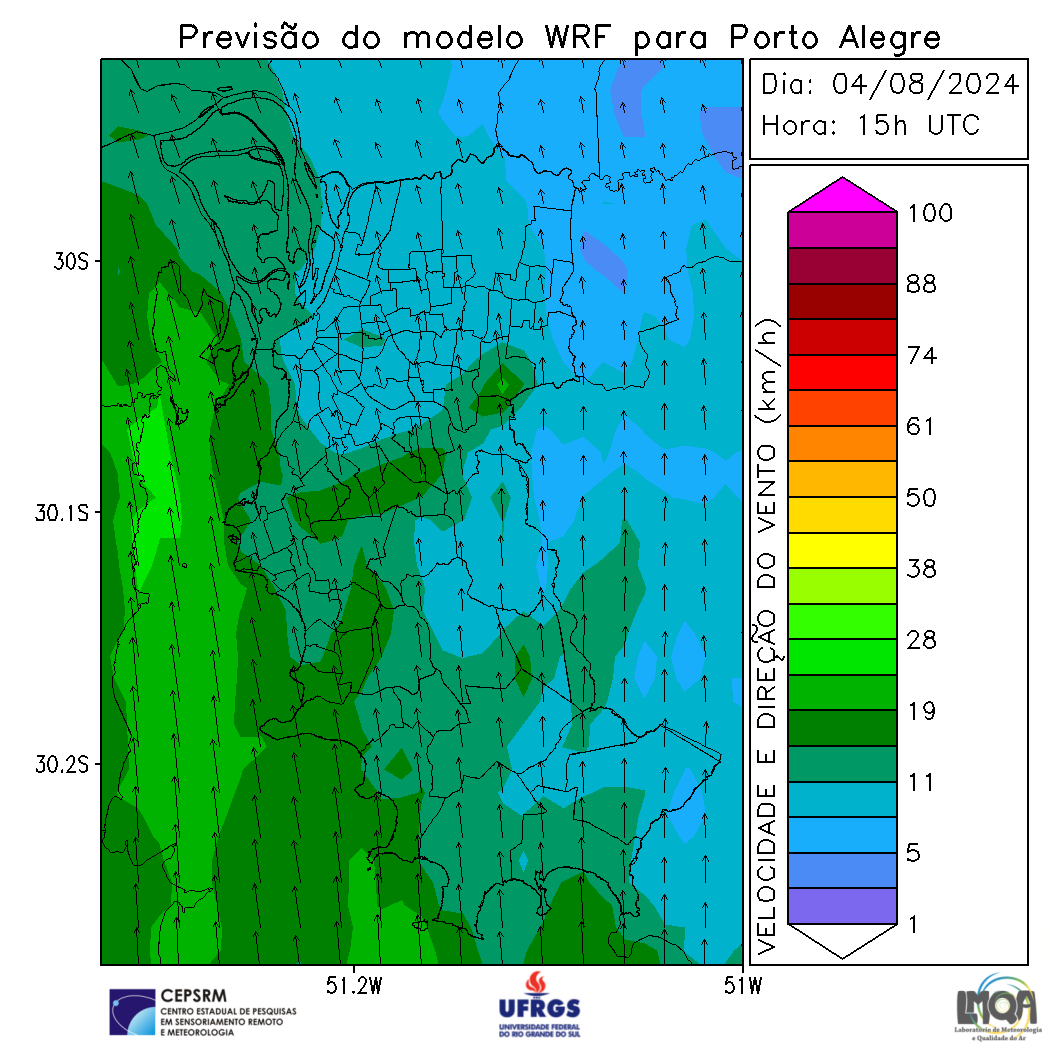 Previsão do modelo WRF para Porto Alegre
Dia: 04/08/2024
Hora: 15h UTC
30S
30.1S
30.2S
51.2W
51W
VELOCIDADE E DIREÇÃO DO VENTO (km/h)
100
88
74
61
50
38
28
19
11
5
1
CEPSRM
CENTRO ESTADUAL DE PESQUISAS
EM SENSORIAMENTO REMOTO
E METEOROLOGIA
UFRGS
UNIVERSIDADE FEDERAL
DO RIO GRANDE DO SUL
LMQA
Laboratório de Meteorologia
e Qualidade do Ar